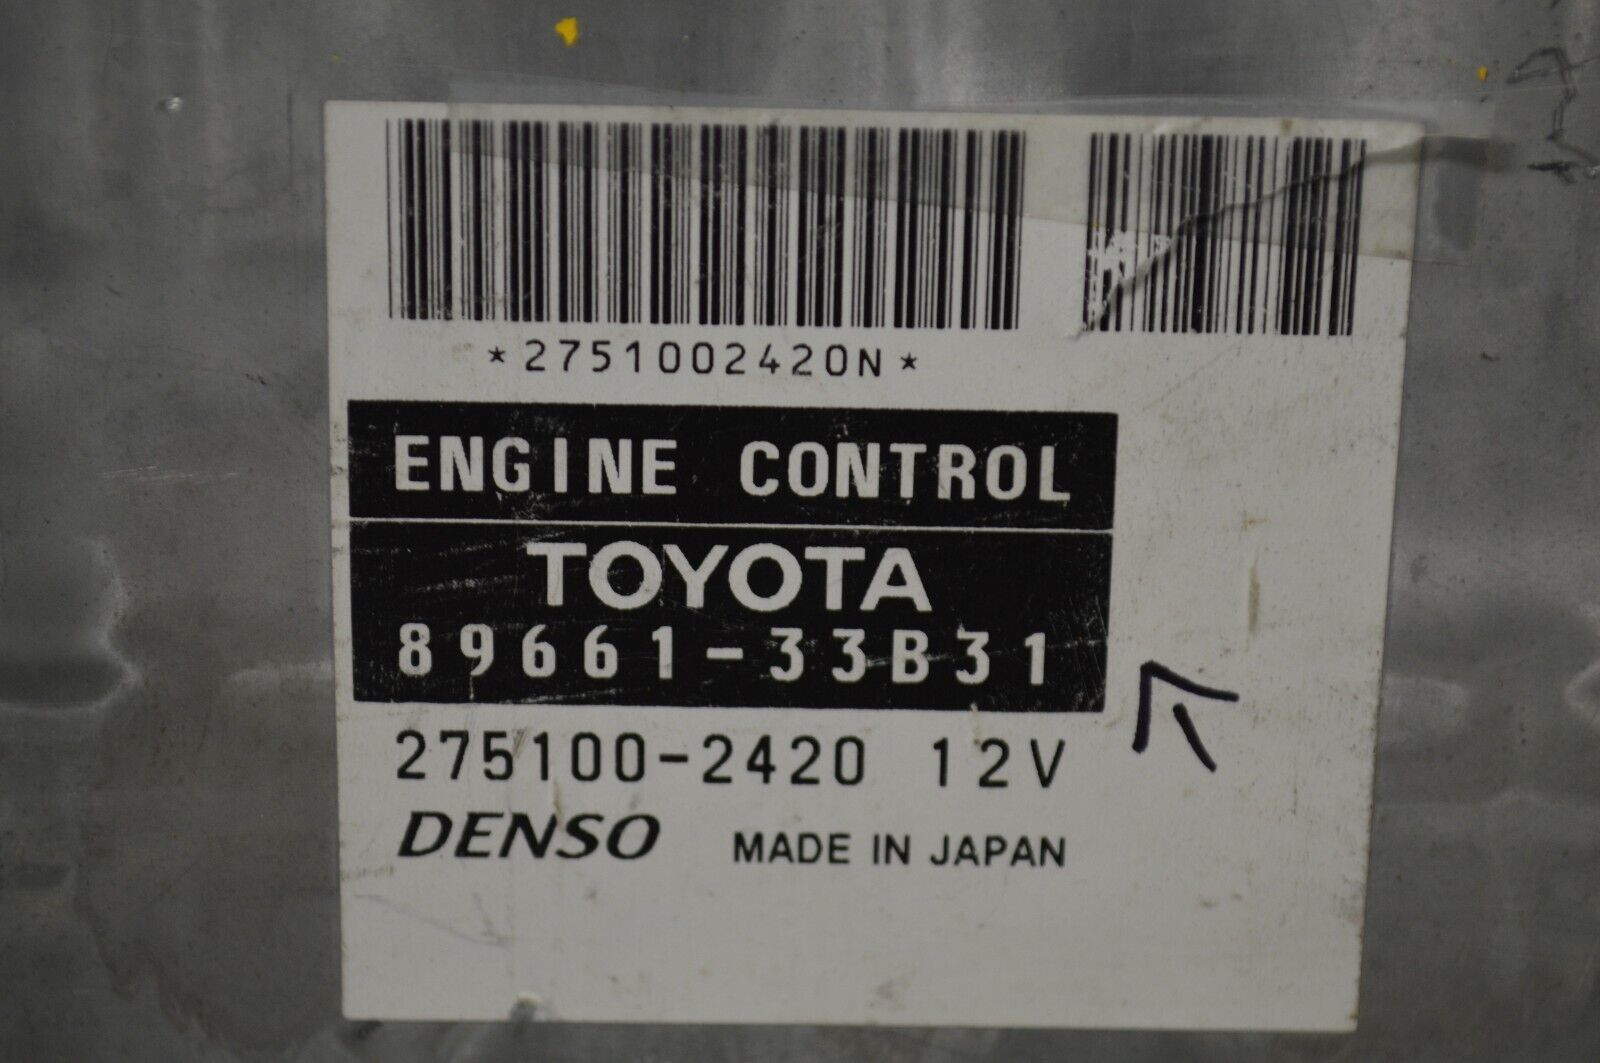 *2751002420N*
ENGINE CONTROL
TOYOTA
89661-33B31
275100-2420 12V
DENSO MADE IN JAPAN